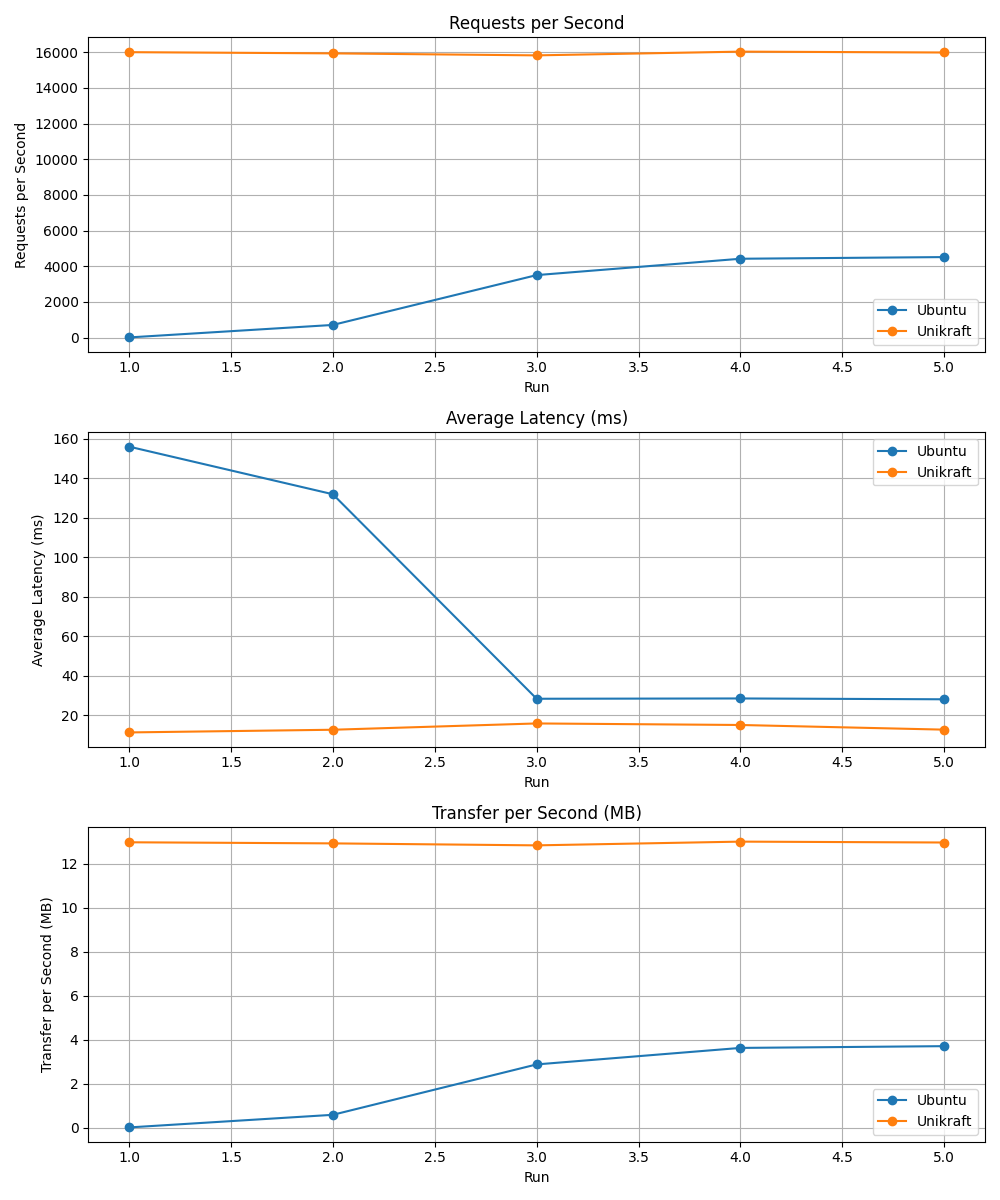 Requests per Second
Requests per Second
16000
14000
12000
10000
8000
6000
4000
2000
0
Ubuntu
Unikraft
1.0 1.5 2.0 2.5 3.0 3.5 4.0 4.5 5.0
Run
Average Latency (ms)
Average Latency (ms)
160
140
120
100
80
60
40
20
Ubuntu
Unikraft
1.0 1.5 2.0 2.5 3.0 3.5 4.0 4.5 5.0
Run
Transfer per Second (MB)
Transfer per Second (MB)
12
10
8
6
4
2
0
Ubuntu
Unikraft
1.0 1.5 2.0 2.5 3.0 3.5 4.0 4.5 5.0
Run